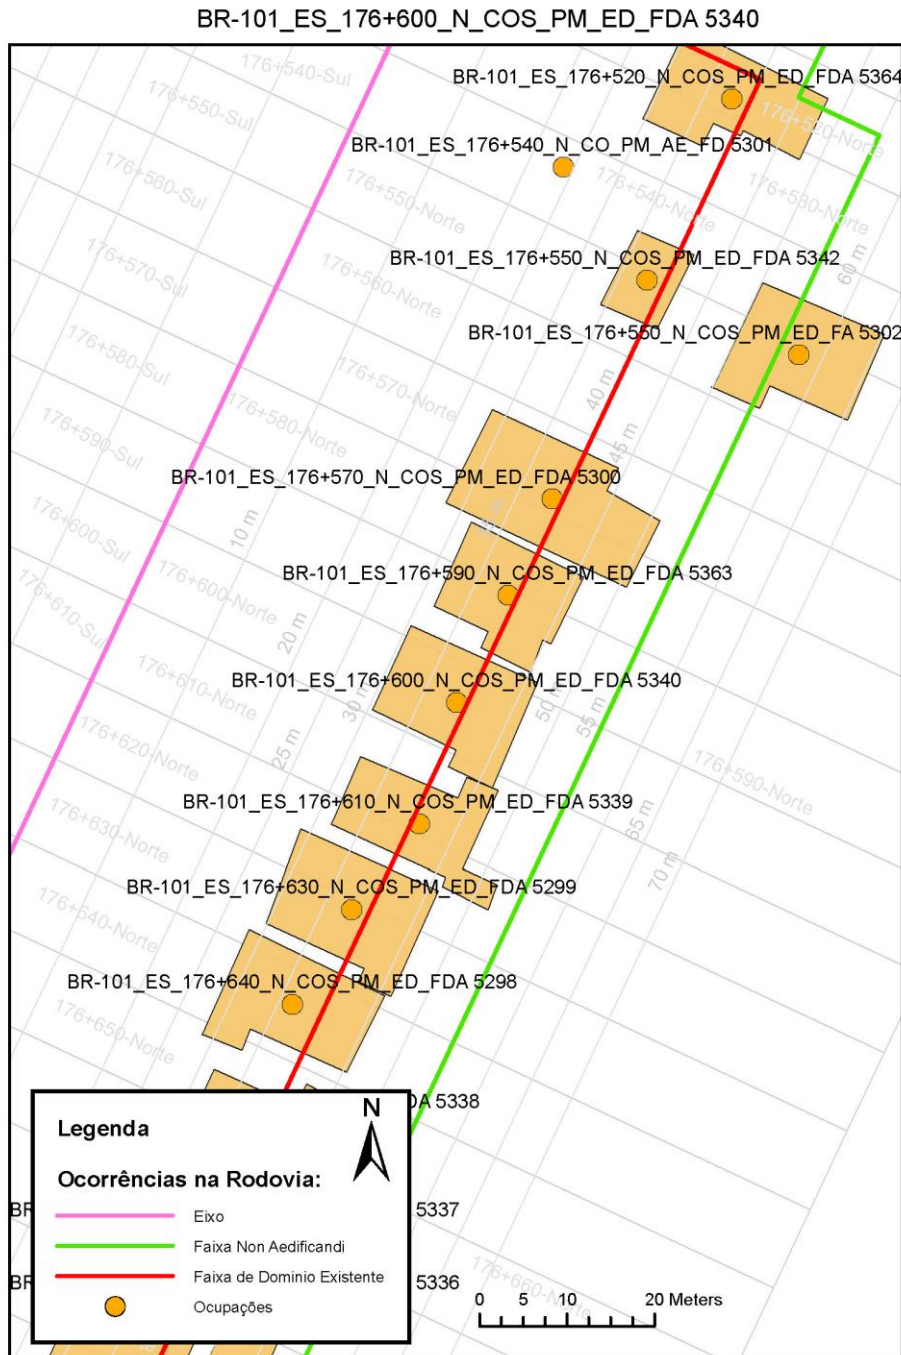 BR-101_ES_176+600_N_COS_PM_ED_FDA 5340
176+540-Sul
BR-101_ES_176+520_N_COS_PM_ED_FDA 5364
176+550-Sul
176+520-Norte
BR-101_ES_176+540_N_CO_PM_AE_FD 5301
176+560-Sul
176+550-Norte
176+540-Norte
176+530-Norte
BR-101_ES_176+550_N_COS_PM_ED_FDA 5342
60 m
176+570-Sul
176+560-Norte
BR-101_ES_176+550_N_COS_PM_ED_FA 5302
176+580-Sul
176+570-Norte
40 m
176+590-Sul
176+580-Norte
45 m
BR-101_ES_176+570_N_COS_PM_ED_FDA 5300
10 m
176+600-Sul
BR-101_ES_176+590_N_COS_PM_ED_FDA 5363
176+600-Norte
176+610-Sul
20 m
BR-101_ES_176+600_N_COS_PM_ED_FDA 5340
176+610-Norte
30 m
50 m
55 m
25 m
176+620-Norte
176+590-Norte
BR-101_ES_176+610_N_COS_PM_ED_FDA 5339
176+630-Norte
65 m
70 m
BR-101_ES_176+630_N_COS_PM_ED_FDA 5299
176+640-Norte
BR-101_ES_176+640_N_COS_PM_ED_FDA 5298
176+650-Norte
DA 5338
N
Legenda
Ocorrências na Rodovia:
BR
Eixo
5337
Faixa Non Aedificandi
BR
Faixa de Dominio Existente
5336
176+660-Norte
Ocupações
0 5 10 20 Meters